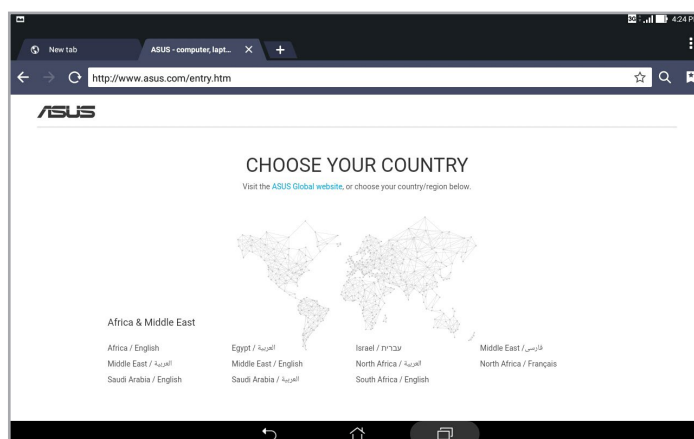 3G 4:24 P
New tab
ASUS - computer, lapt...
http://www.asus.com/entry.htm
ASUS
CHOOSE YOUR COUNTRY
Visit the ASUS Global website, or choose your country/region below.
Africa & Middle East
Africa / English Egypt / العربية Israel / עברית Middle East / فارسی
Middle East / العربية Middle East / English North Africa / العربية North Africa / Français
Saudi Arabia / English Saudi Arabia / العربية South Africa / English